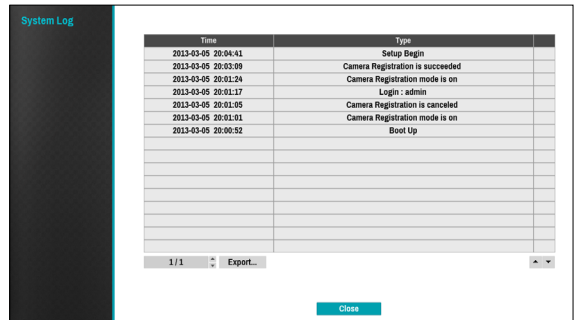 System Log
Time Type
2013-03-05 20:04:41 Setup Begin
2013-03-05 20:03:09 Camera Registration is succeeded
2013-03-05 20:01:24 Camera Registration mode is on
2013-03-05 20:01:17 Login : admin
2013-03-05 20:01:05 Camera Registration is canceled
2013-03-05 20:01:01 Camera Registration mode is on
2013-03-05 20:00:52 Boot Up
1 / 1 Export...
Close